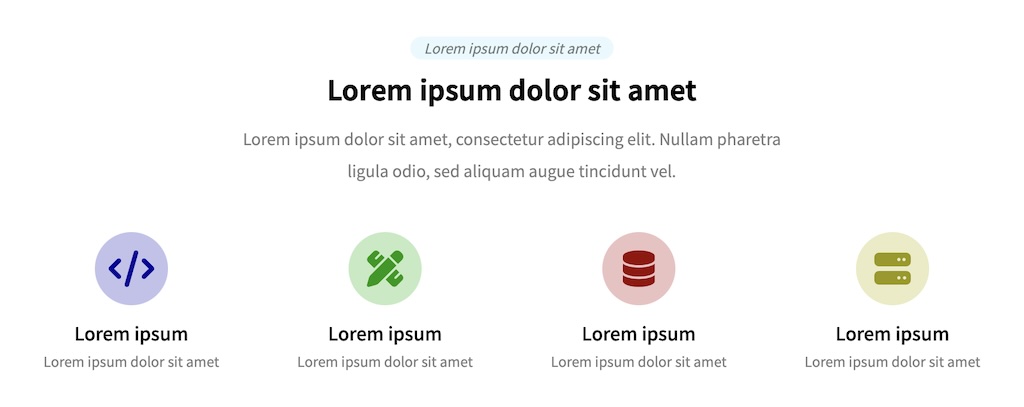 Lorem ipsum dolor sit amet
Lorem ipsum dolor sit amet
Lorem ipsum dolor sit amet, consectetur adipiscing elit. Nullam pharetra
ligula odio, sed aliquam augue tincidunt vel.
Lorem ipsum
Lorem ipsum dolor sit amet
Lorem ipsum
Lorem ipsum dolor sit amet
Lorem ipsum
Lorem ipsum dolor sit amet
Lorem ipsum
Lorem ipsum dolor sit amet